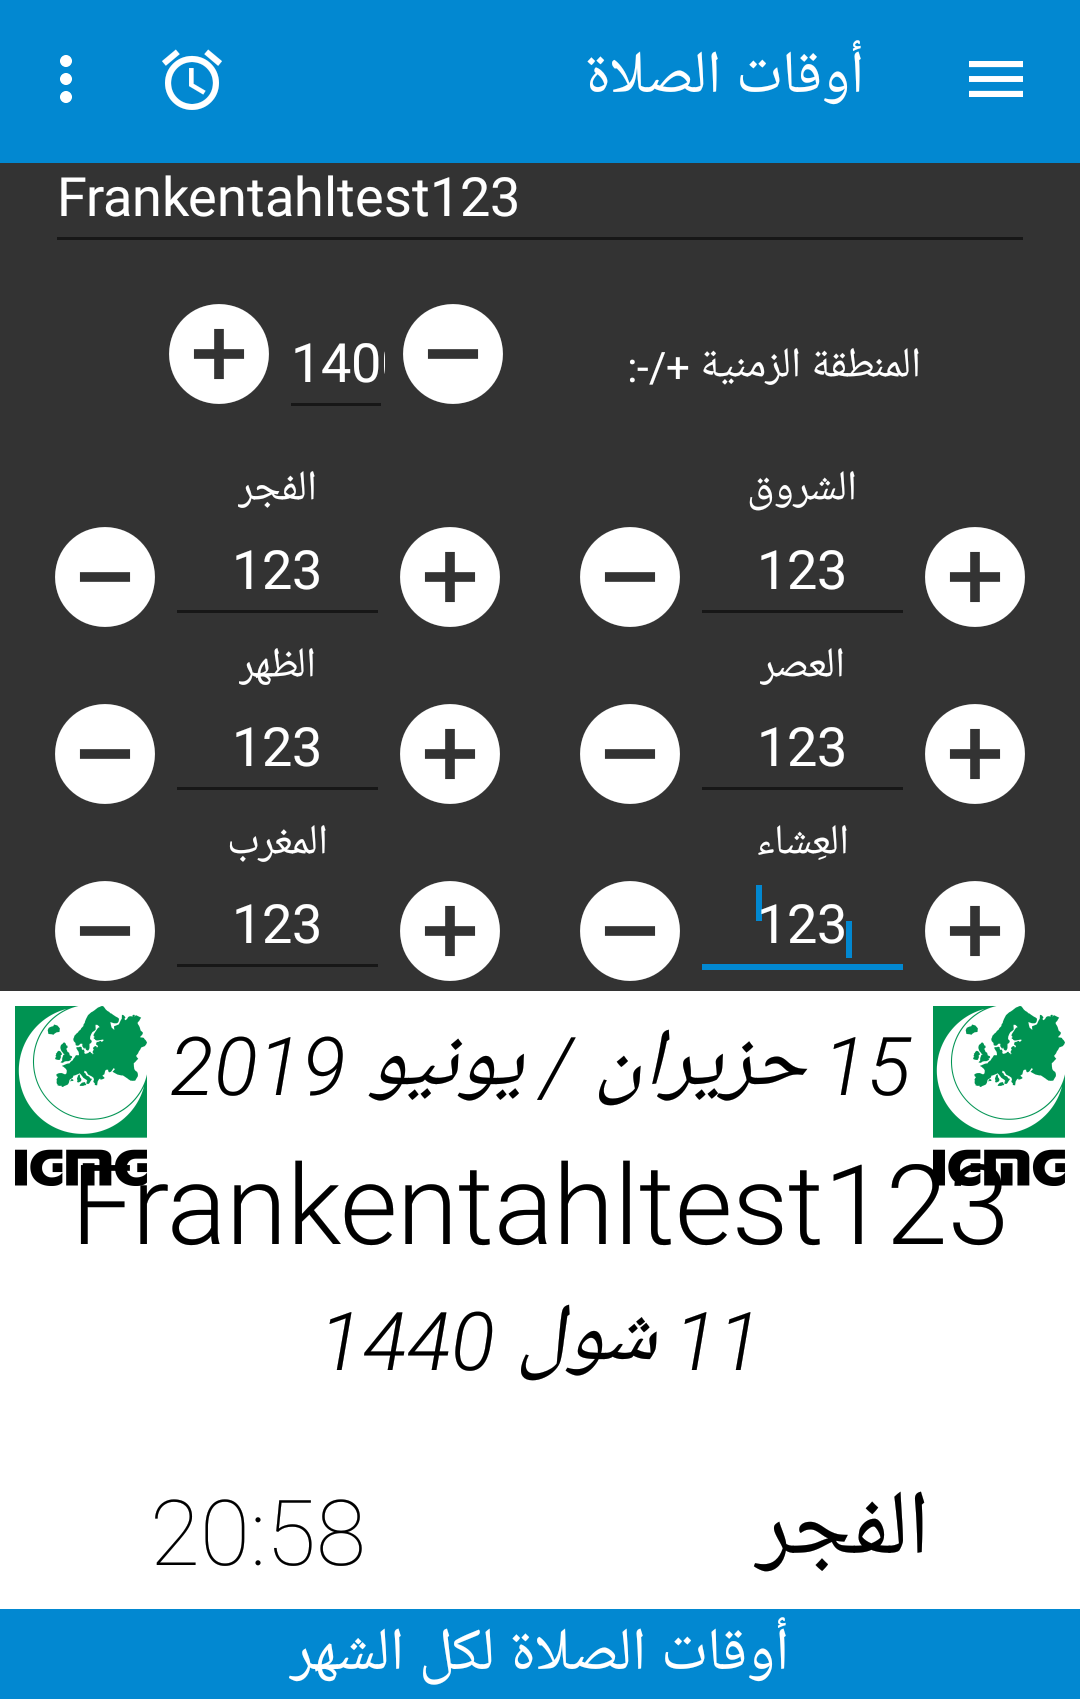 أوقات الصلاة
Frankentahltest123
المنطقة الزمنية +/-:
140
الشروق
الفجر
123
123
العصر
الظهر
123
123
العِشاء
المغرب
123
123
15 حزيران / يونيو 2019
IGMG
IGMG
Frankentahltest123
11 شول 1440
الفجر
20:58
أوقات الصلاة لكل الشهر